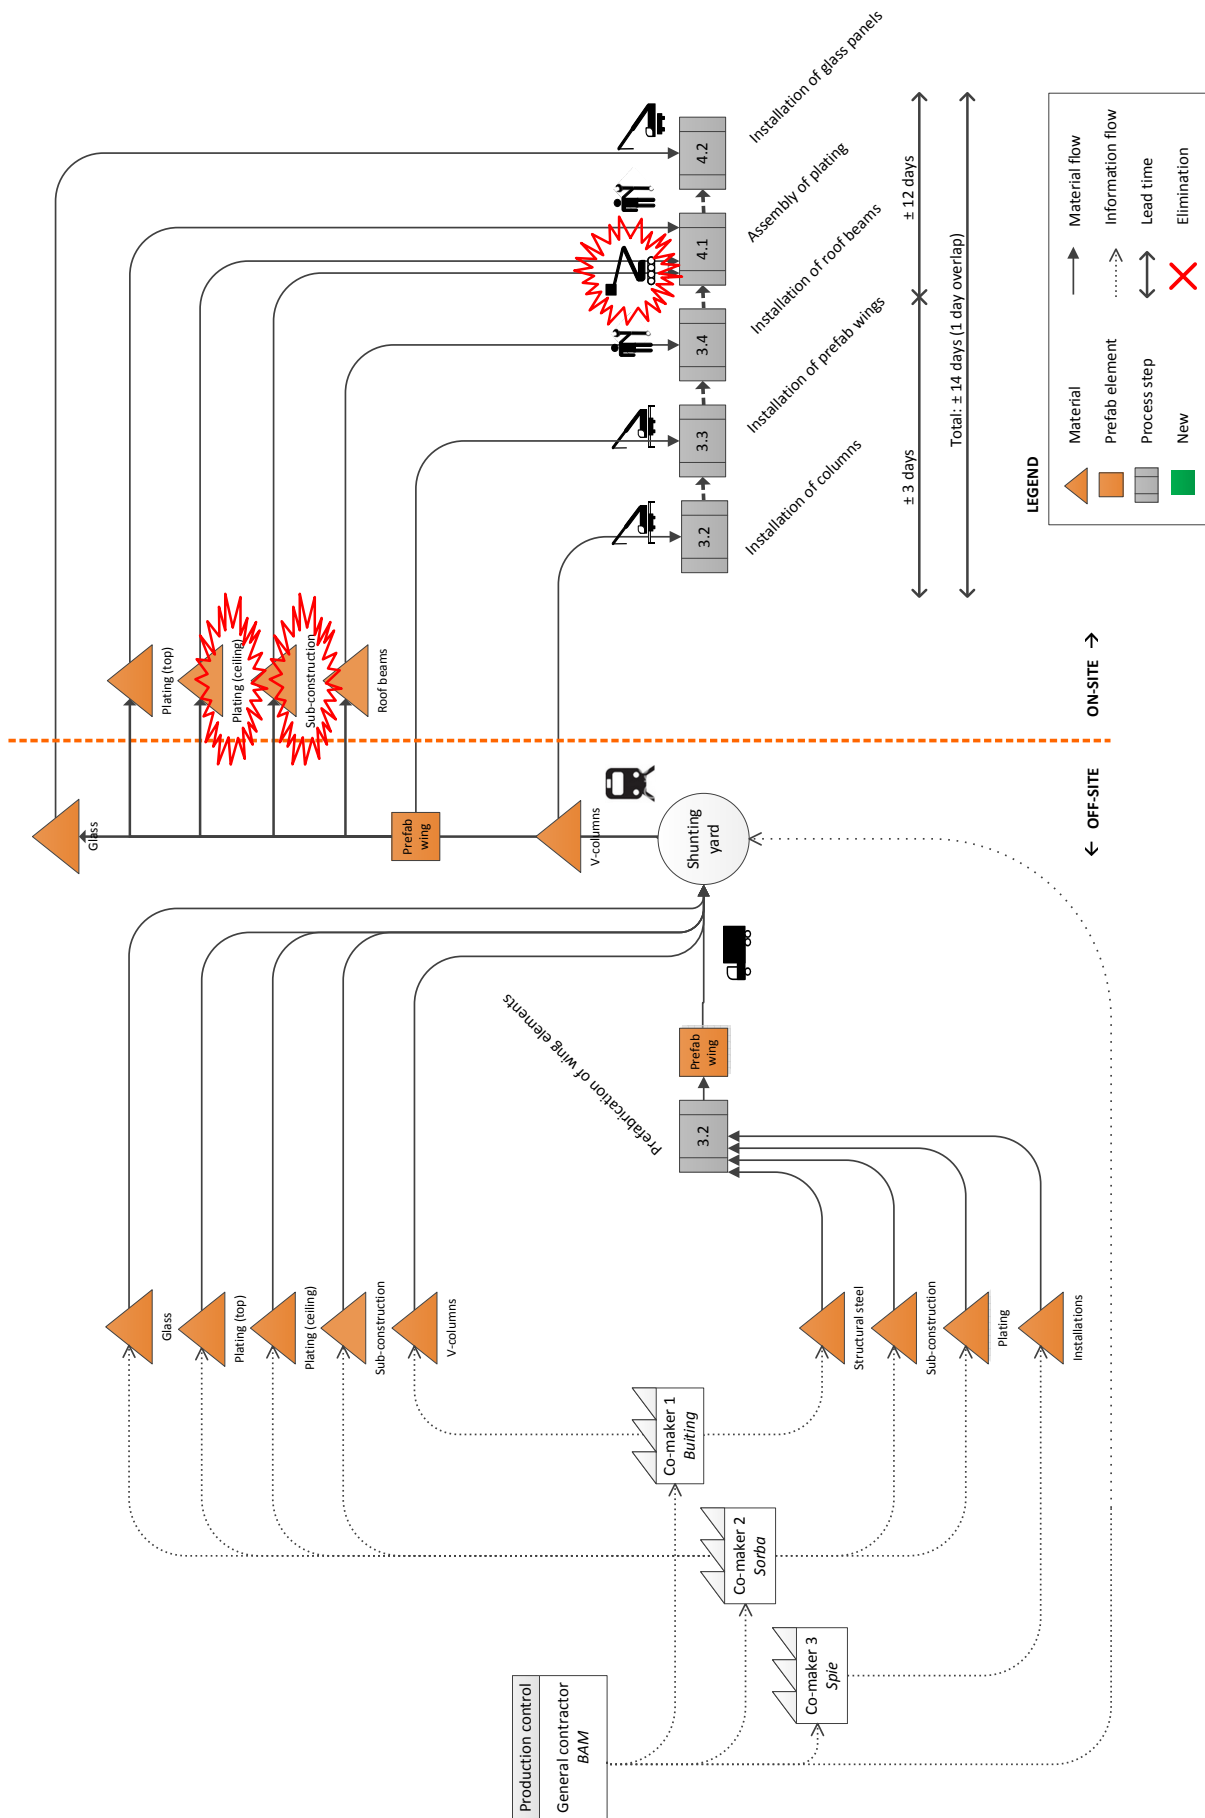 Production control
General contractor
BAM
Co-maker 3
Spie
Co-maker 2
Sorba
Co-maker 1
Buiting
Glass
Plating (top)
Plating (ceiling)
Sub-construction
V-columns
Structural steel
Sub-construction
Plating
Installations
Prefabrication of wing elements
3.2
Prefab
wing
Shunting
yard
Glass
Prefab
wing
V-columns
← OFF-SITE
ON-SITE →
Plating (top)
Plating (ceiling)
Sub-construction
Roof beams
3.2
3.3
3.4
4.1
4.2
Installation of columns
Installation of prefab wings
Installation of roof beams
Assembly of plating
Installation of glass panels
± 3 days
± 12 days
Total: ± 14 days (1 day overlap)
LEGEND
Material
Material flow
Prefab element
Information flow
Process step
Lead time
New
Elimination